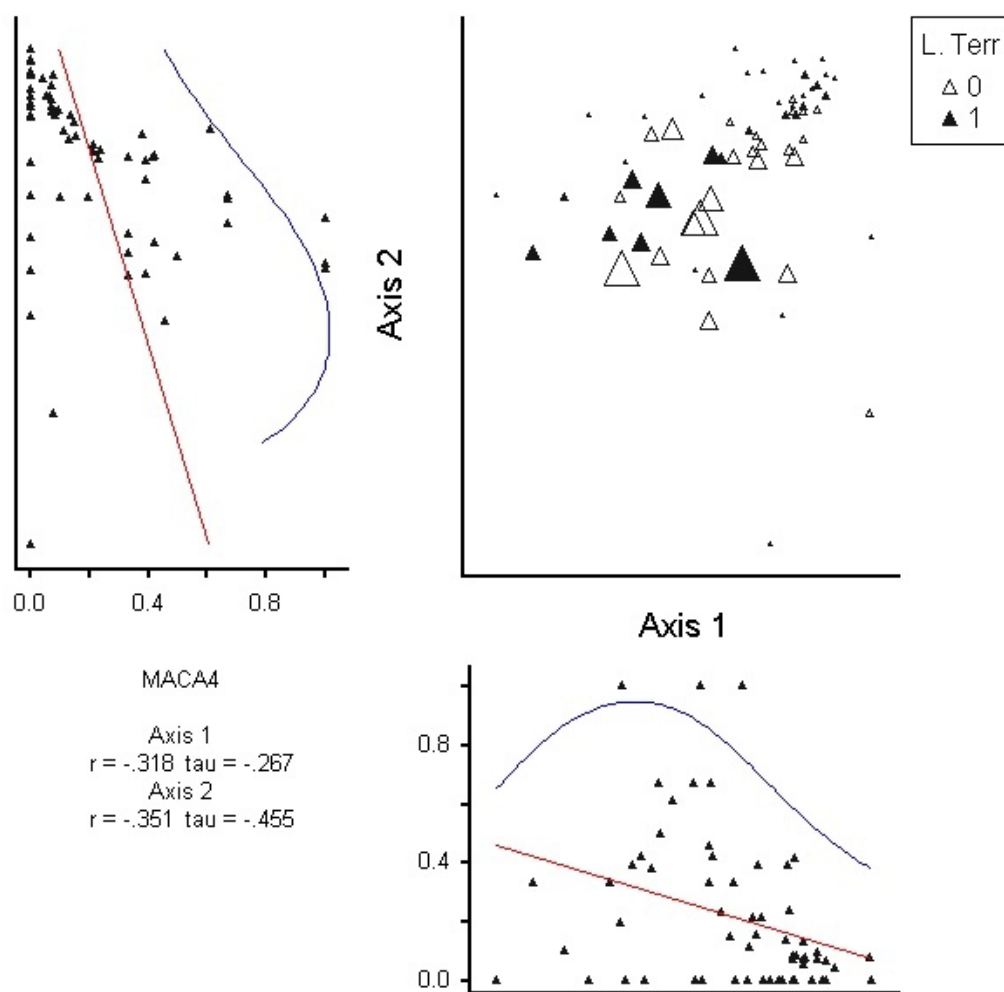 L. Terr
0
1
Axis 2
0.0 0.4 0.8
Axis 1
MACA4
Axis 1
r = -.318 tau = -.267
Axis 2
r = -.351 tau = -.455
0.8
0.4
0.0